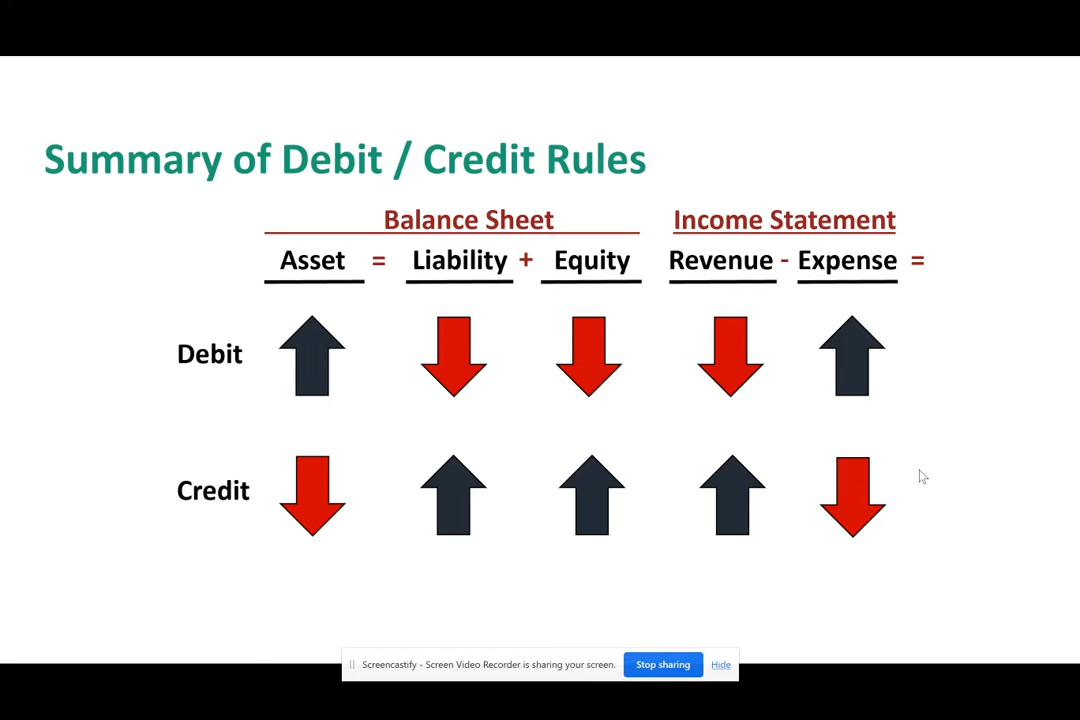 Summary of Debit / Credit Rules
Balance Sheet Income Statement
Asset = Liability + Equity Revenue - Expense =
Debit
Credit
|| Screencastify - Screen Video Recorder is sharing your screen. Stop sharing Hide